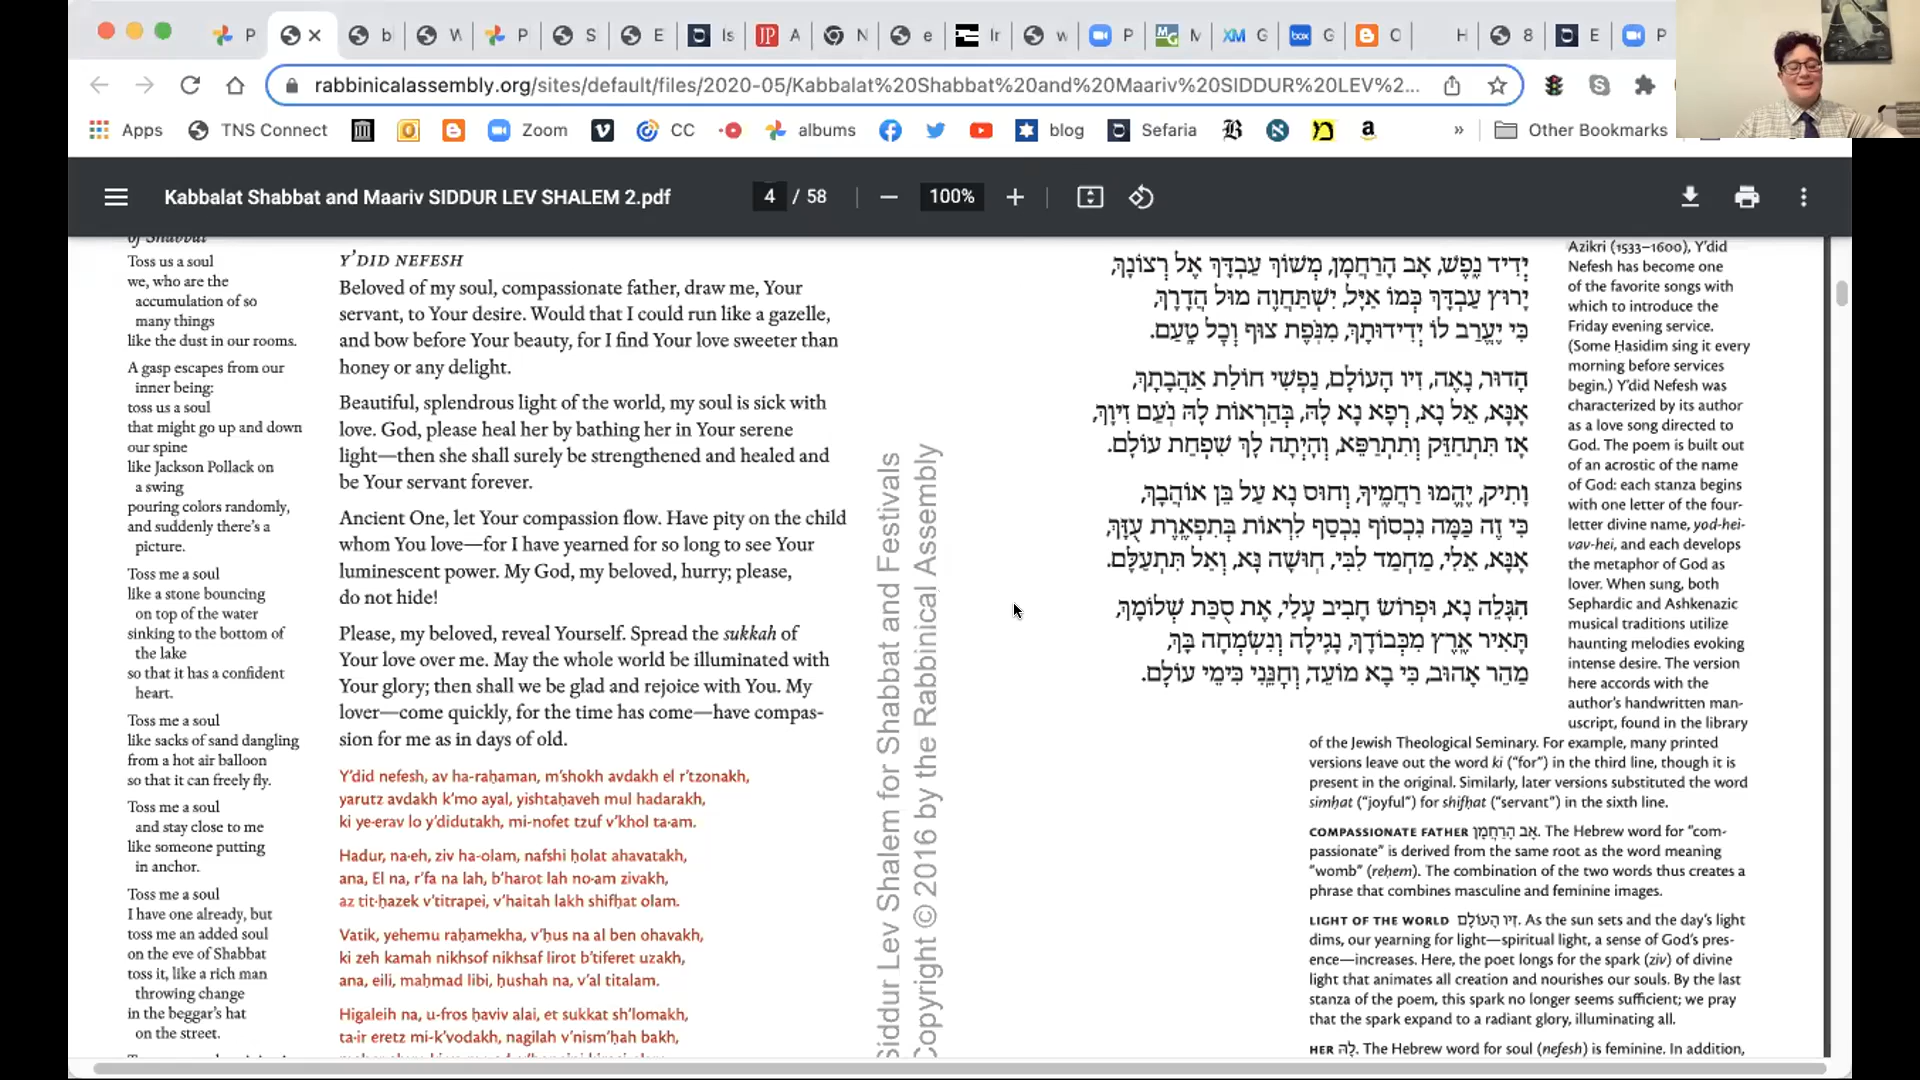 P
b
W
P
S
E
Is
A
N
e
Ir
w
P
M
G
G
C
H
8
E
P
rabbinicalassembly.org/sites/default/files/2020-05/Kabbalat%20Shabbat%20and%20Maariv%20SIDDUR%20LEV%2...
Apps
TNS Connect
Zoom
CC
albums
blog
Sefaria
»
Other Bookmarks
Kabbalat Shabbat and Maariv SIDDUR LEV SHALEM 2.pdf
4 / 58
100%
of Shabbat
Toss us a soul
we, who are the
accumulation of so
many things
like the dust in our rooms.
A gasp escapes from our
inner being:
toss us a soul
that might go up and down
our spine
like Jackson Pollack on
a swing
pouring colors randomly,
and suddenly there's a
picture.
Toss me a soul
like a stone bouncing
on top of the water
sinking to the bottom of
the lake
so that it has a confident
heart.
Toss me a soul
like sacks of sand dangling
from a hot air balloon
so that it can freely fly.
Toss me a soul
and stay close to me
like someone putting
in anchor.
Toss me a soul
I have one already, but
toss me an added soul
on the eve of Shabbat
toss it, like a rich man
throwing change
in the beggar's hat
on the street.
Y'DID NEFESH
Beloved of my soul, compassionate father, draw me, Your
servant, to Your desire. Would that I could run like a gazelle,
and bow before Your beauty, for I find Your love sweeter than
honey or any delight.
Beautiful, splendrous light of the world, my soul is sick with
love. God, please heal her by bathing her in Your serene
light—then she shall surely be strengthened and healed and
be Your servant forever.
Ancient One, let Your compassion flow. Have pity on the child
whom You love—for I have yearned for so long to see Your
luminescent power. My God, my beloved, hurry; please,
do not hide!
Please, my beloved, reveal Yourself. Spread the sukkah of
Your love over me. May the whole world be illuminated with
Your glory; then shall we be glad and rejoice with You. My
lover—come quickly, for the time has come—have compas-
sion for me as in days of old.
Y'did nefesh, av ha-raḥaman, m'shokh avdakh el r'tzonakh,
yarutz avdakh k'mo ayal, yishtaḥaveh mul hadarakh,
ki ye·erav lo y'didutakh, mi-nofet tzuf v'khol ta·am.
Hadur, na·eh, ziv ha-olam, nafshi ḥolat ahavatakh,
ana, El na, r'fa na lah, b'harot lah no·am zivakh,
az tit·ḥazek v'titrapei, v'haitah lakh shifḥat olam.
Vatik, yehemu raḥamekha, v'ḥus na al ben ohavakh,
ki zeh kamah nikhsof nikhsaf lirot b'tiferet uzakh,
ana, eili, maḥmad libi, ḥushah na, v'al titalam.
Higaleih na, u-fros ḥaviv alai, et sukkat sh'lomakh,
ta·ir eretz mi-k'vodakh, nagilah v'nism'ḥah bakh,
Siddur Lev Shalem for Shabbat and Festivals
Copyright © 2016 by the Rabbinical Assembly
יְדִיד נֶֽפֶשׁ, אָב הָרַחֲמָן, מְשׁוֹךְ עַבְדָּךְ אֶל רְצוֹנָךְ,
יָרוּץ עַבְדָּךְ כְּמוֹ אַיָּל, יִשְׁתַּחֲוֶה מוּל הֲדָרָךְ,
כִּי יֶעֱרַב לוֹ יְדִידוּתָךְ, מִנֹּֽפֶת צוּף וְכָל טָֽעַם.
הָדוּר, נָאֶה, זִיו הָעוֹלָם, נַפְשִׁי חוֹלַת אַהֲבָתָךְ,
אָנָּא, אֵל נָא, רְפָא נָא לָהּ, בְּהַרְאוֹת לָהּ נֹֽעַם זִיוָךְ,
אָז תִּתְחַזֵּק וְתִתְרַפֵּא, וְהָיְתָה לָךְ שִׁפְחַת עוֹלָם.
וָתִיק, יֶהֱמוּ רַחֲמֶֽיךָ, וְחוּס נָא עַל בֵּן אוֹהֲבָךְ,
כִּי זֶה כַּמָּה נִכְסוֹף נִכְסַף לִרְאוֹת בְּתִפְאֶֽרֶת עֻזָּךְ,
אָנָּא, אֵלִי, מַחְמַד לִבִּי, חֽוּשָׁה נָּא, וְאַל תִּתְעַלָּם.
הִגָּלֵה נָא, וּפְרוֹשׂ חָבִיב עָלַי, אֶת סֻכַּת שְׁלוֹמָךְ,
תָּאִיר אֶֽרֶץ מִכְּבוֹדָךְ, נָגִֽילָה וְנִשְׂמְחָה בָּךְ,
מַהֵר אָהוּב, כִּי בָא מוֹעֵד, וְחָנֵּֽנִי כִּימֵי עוֹלָם.
Azikri (1533–1600), Y'did
Nefesh has become one
of the favorite songs with
which to introduce the
Friday evening service.
(Some Ḥasidim sing it every
morning before services
begin.) Y'did Nefesh was
characterized by its author
as a love song directed to
God. The poem is built out
of an acrostic of the name
of God: each stanza begins
with one letter of the four-
letter divine name, yod-hei-
vav-hei, and each develops
the metaphor of God as
lover. When sung, both
Sephardic and Ashkenazic
musical traditions utilize
haunting melodies evoking
intense desire. The version
here accords with the
author's handwritten man-
uscript, found in the library
of the Jewish Theological Seminary. For example, many printed
versions leave out the word ki ("for") in the third line, though it is
present in the original. Similarly, later versions substituted the word
simḥat ("joyful") for shifḥat ("servant") in the sixth line.
COMPASSIONATE FATHER אָב הָרַחֲמָן. The Hebrew word for "com-
passionate" is derived from the same root as the word meaning
"womb" (reḥem). The combination of the two words thus creates a
phrase that combines masculine and feminine images.
LIGHT OF THE WORLD זִיו הָעוֹלָם. As the sun sets and the day's light
dims, our yearning for light—spiritual light, a sense of God's pres-
ence—increases. Here, the poet longs for the spark (ziv) of divine
light that animates all creation and nourishes our souls. By the last
stanza of the poem, this spark no longer seems sufficient; we pray
that the spark expand to a radiant glory, illuminating all.
HER לָהּ. The Hebrew word for soul (nefesh) is feminine. In addition,